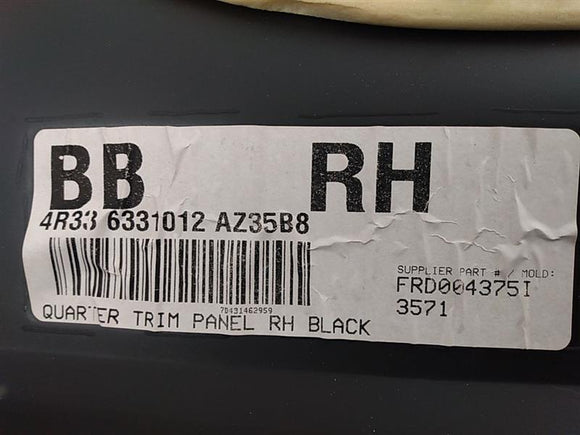 BB RH
4R33 6331012 AZ35B8
SUPPLIER PART # / MOLD:
FRD004375I
3571
7D431462959
QUARTER TRIM PANEL RH BLACK